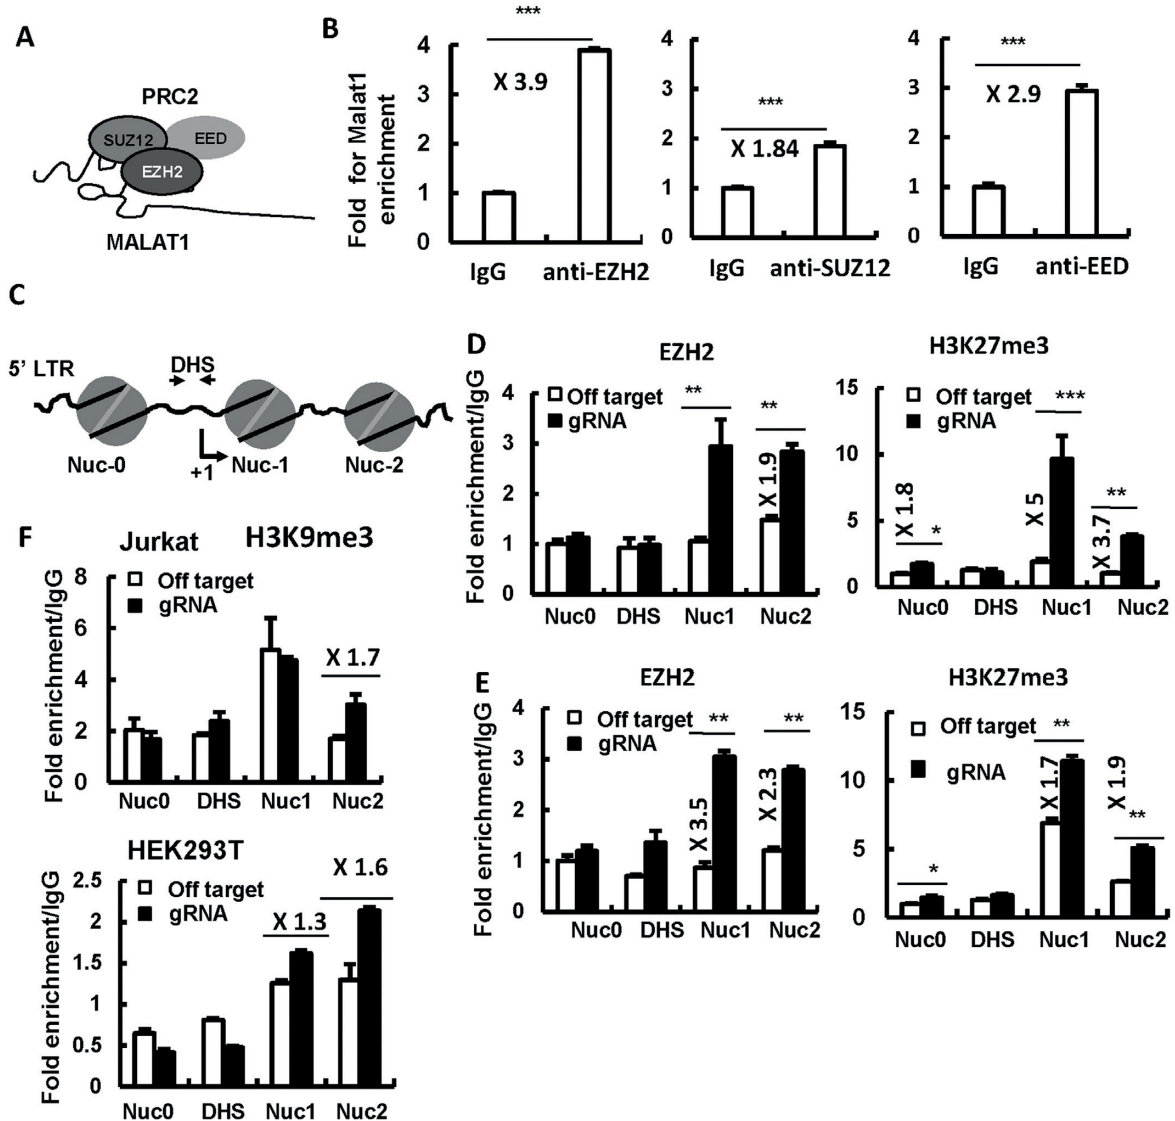 A
PRC2
SUZ12
EED
EZH2
MALAT1
B
Fold for Malat1
enrichment
4
3
2
1
0
***
X 3.9
IgG
anti-EZH2
4
3
2
1
0
***
X 1.84
IgG
anti-SUZ12
4
3
2
1
0
***
X 2.9
IgG
anti-EED
C
5' LTR
DHS
Nuc-0
+1
Nuc-1
Nuc-2
D
EZH2
Fold enrichment/IgG
4
3
2
1
0
Off target
gRNA
**
**
X 1.9
Nuc0
DHS
Nuc1
Nuc2
H3K27me3
15
10
5
0
Off target
gRNA
***
X 1.8
*
X 5
**
X 3.7
Nuc0
DHS
Nuc1
Nuc2
E
EZH2
Fold enrichment/IgG
4
3
2
1
0
Off target
gRNA
**
**
X 3.5
X 2.3
Nuc0
DHS
Nuc1
Nuc2
H3K27me3
15
10
5
0
Off target
gRNA
**
X 1.7
X 1.9
**
*
Nuc0
DHS
Nuc1
Nuc2
F
Jurkat
H3K9me3
Fold enrichment/IgG
8
6
4
2
0
Off target
gRNA
X 1.7
Nuc0
DHS
Nuc1
Nuc2
HEK293T
Fold enrichment/IgG
2.5
2
1.5
1
0.5
0
Off target
gRNA
X 1.3
X 1.6
Nuc0
DHS
Nuc1
Nuc2